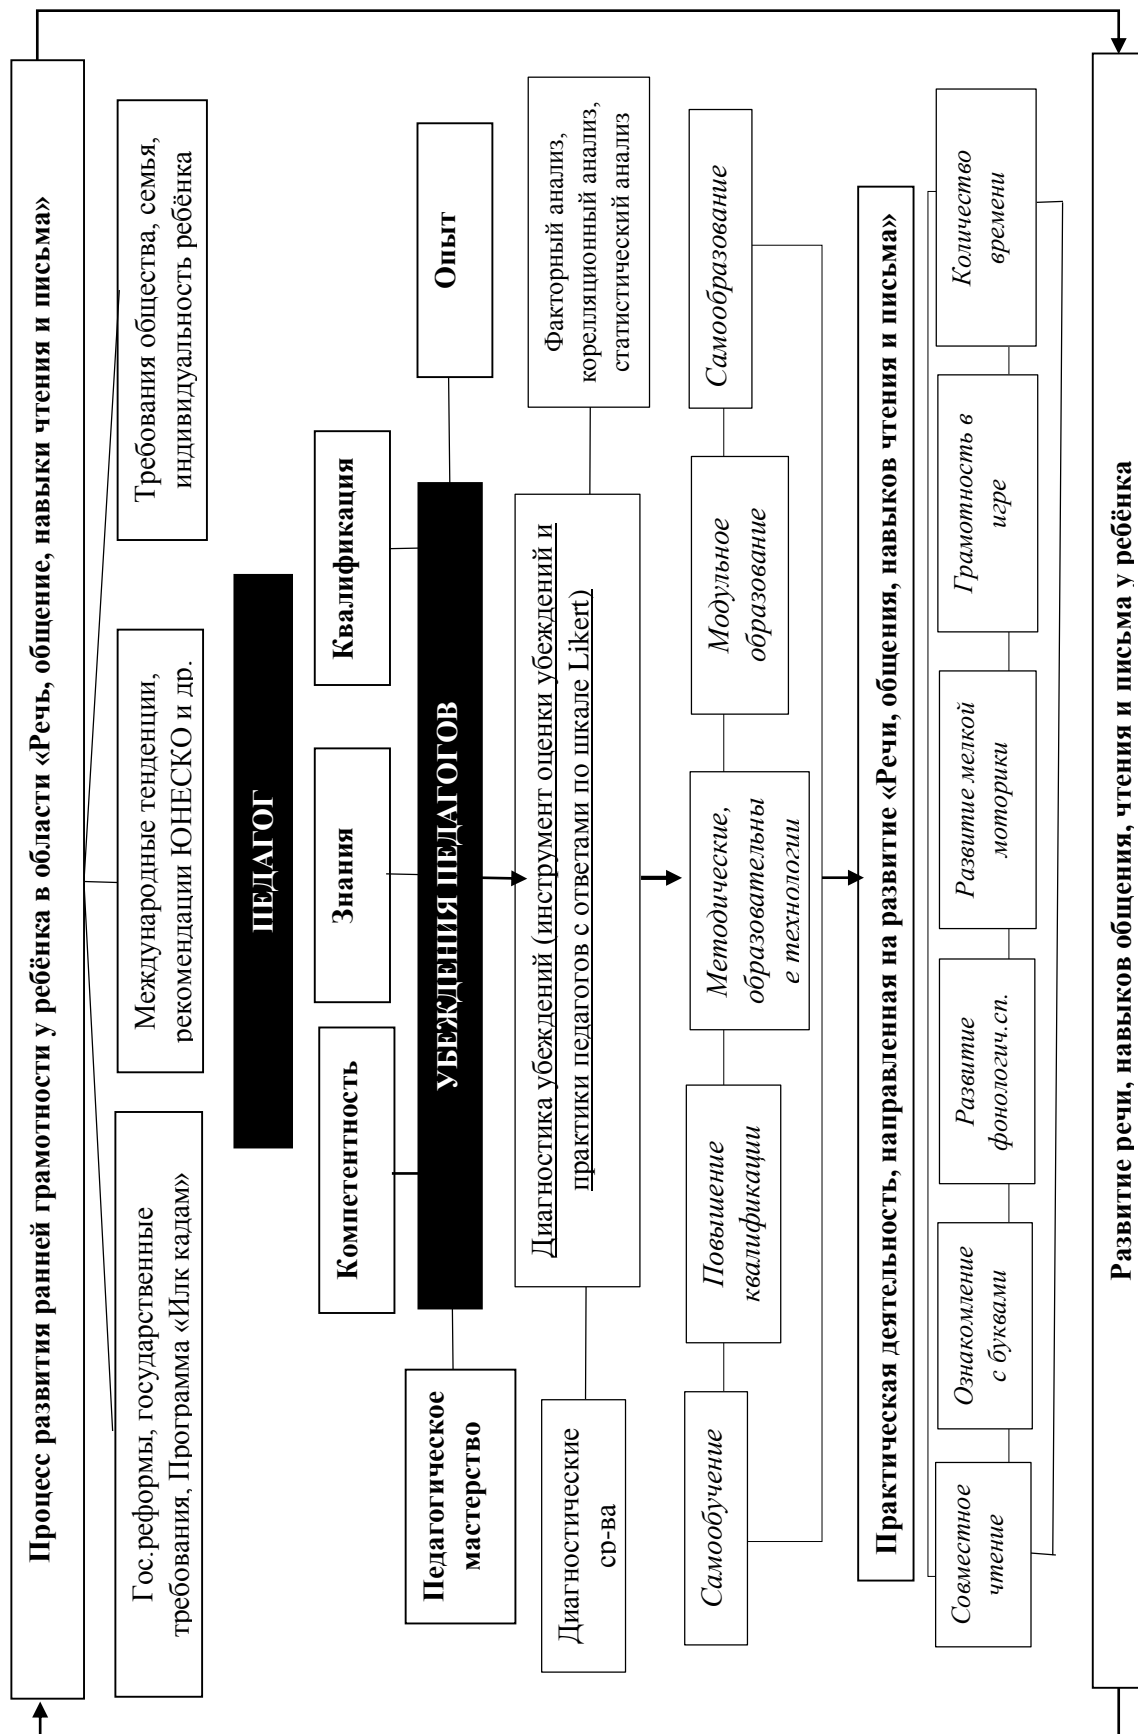 Процесс развития ранней грамотности у ребёнка в области «Речь, общение, навыки чтения и письма»
Гос.реформы, государственные
требования, Программа «Илк кадам»
Международные тенденции,
рекомендации ЮНЕСКО и др.
Требования общества, семья,
индивидуальность ребёнка
ПЕДАГОГ
Компетентность
Знания
Квалификация
Педагогическое
мастерство
УБЕЖДЕНИЯ ПЕДАГОГОВ
Опыт
Диагностические
ср-ва
Диагностика убеждений (инструмент оценки убеждений и
практики педагогов с ответами по шкале Likert)
Факторный анализ,
корелляционный анализ,
статистический анализ
Самообучение
Повышение
квалификации
Методические,
образовательны
е технологии
Модульное
образование
Самообразование
Практическая деятельность, направленная на развитие «Речи, общения, навыков чтения и письма»
Совместное
чтение
Ознакомление
с буквами
Развитие
фонологич.сп.
Развитие мелкой
моторики
Грамотность в
игре
Количество
времени
Развитие речи, навыков общения, чтения и письма у ребёнка